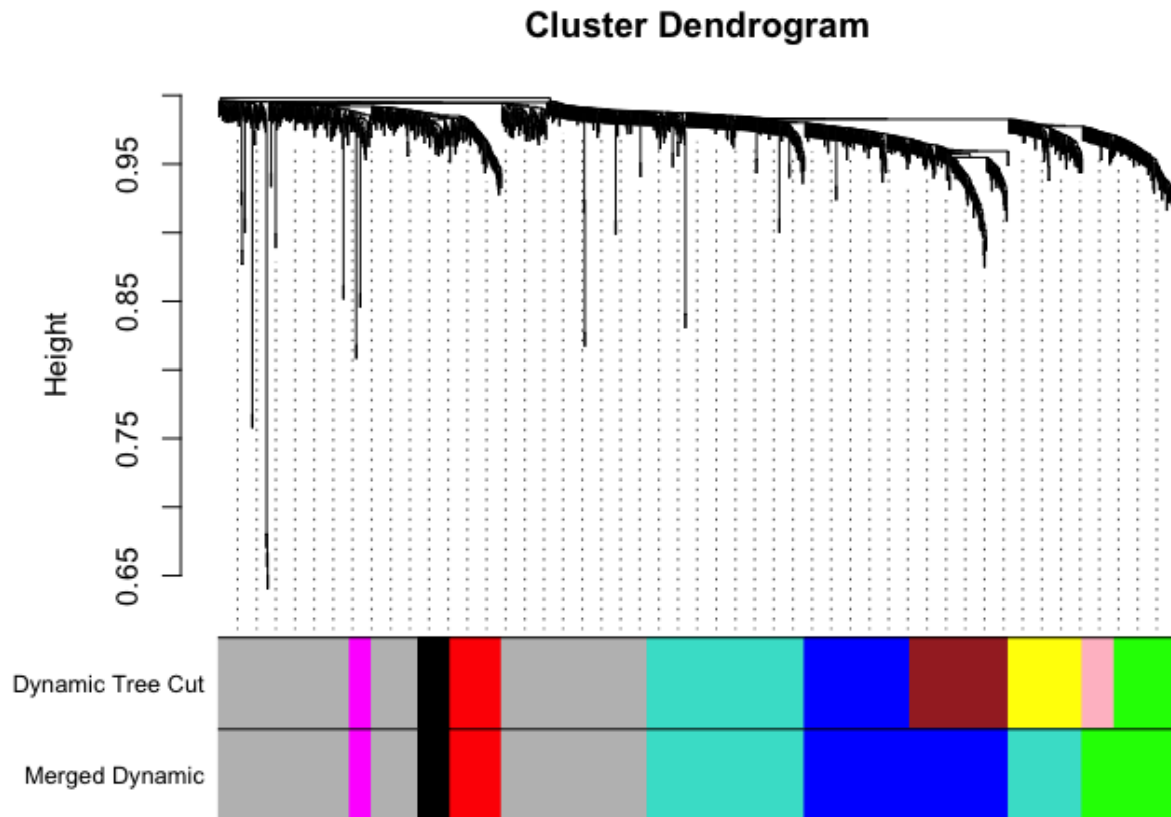 Cluster Dendrogram
Height
0.95
0.85
0.75
0.65
Dynamic Tree Cut
Merged Dynamic